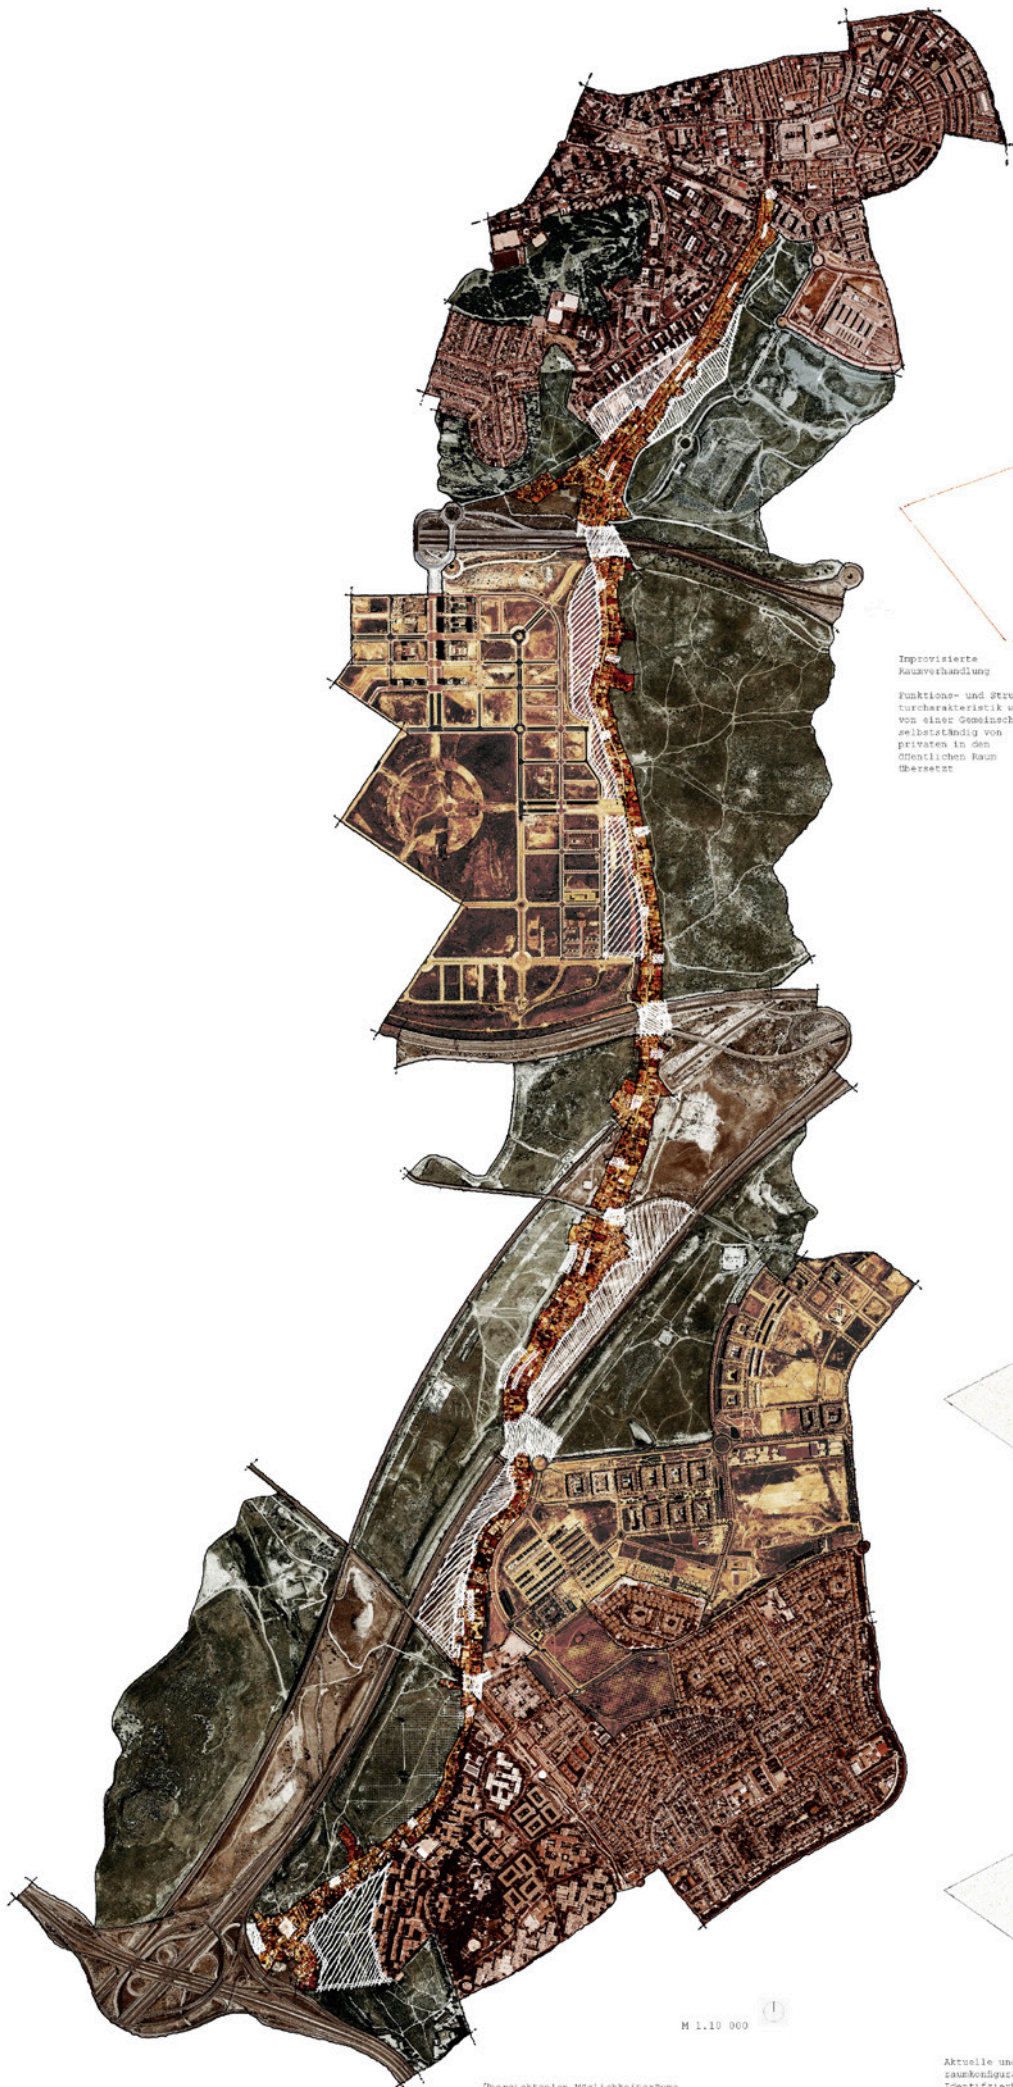 Improvisierte
Raumverhandlung
Funktions- und Stru
turcharakteristik w
von einer Gemeinsch
selbstständig von
privaten in den
öffentlichen Raum
übersetzt
M 1.10 000
Aktuelle und
raumkonfigura